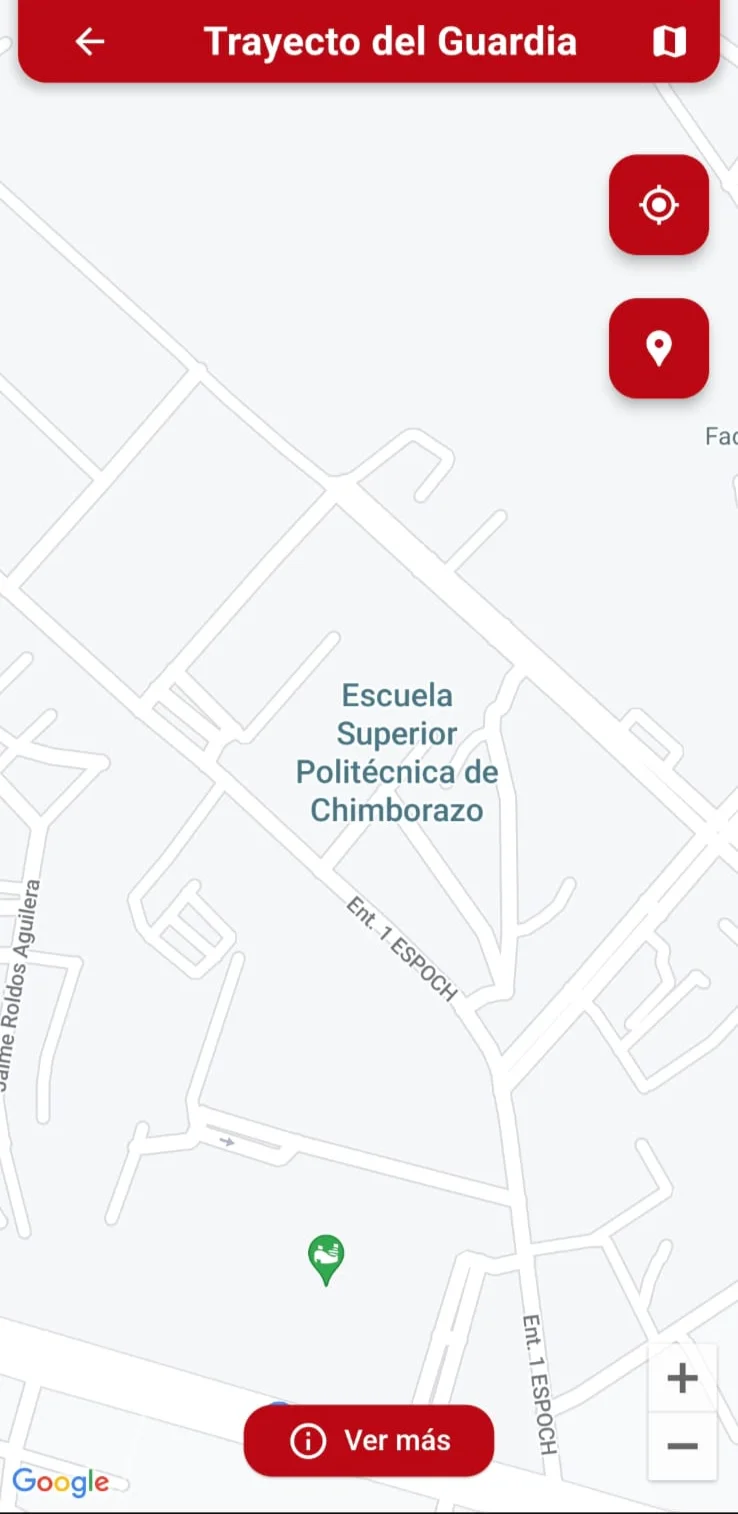 Trayecto del Guardia
Fac
Escuela
Superior
Politécnica de
Chimborazo
Ent. 1 ESPOCH
Jaime Roldos Aguilera
Ent. 1 ESPOCH
Ver más
Google